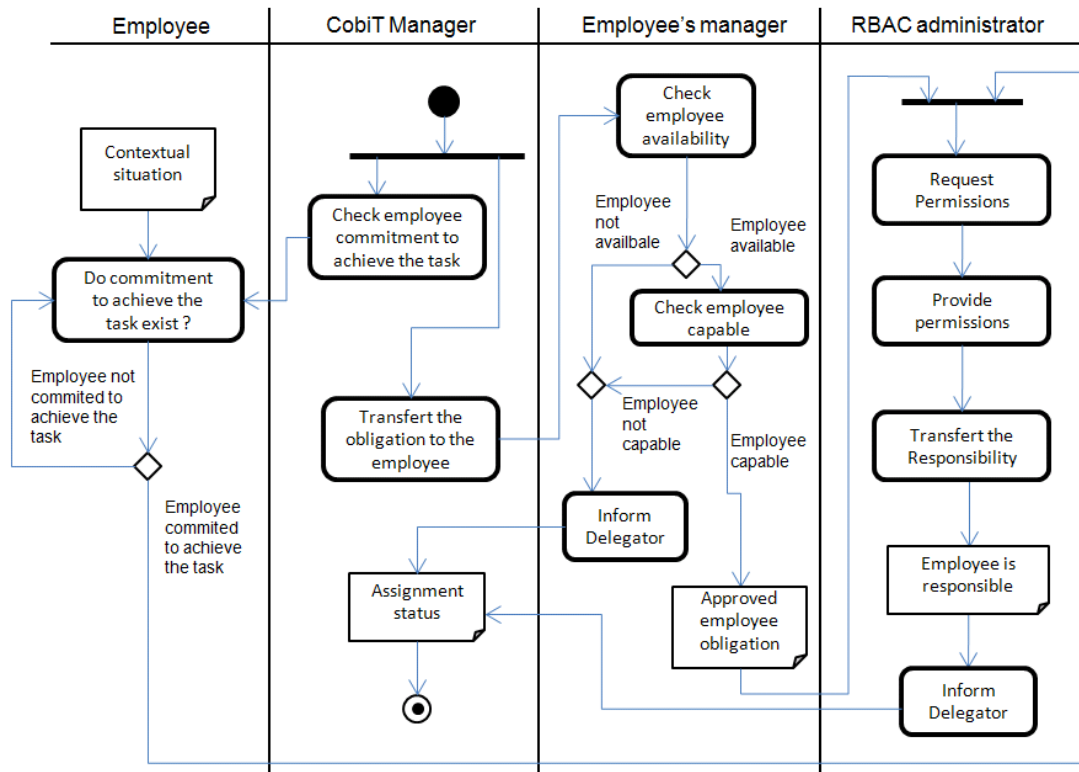 Employee
CobiT Manager
Employee's manager
RBAC administrator
Contextual
situation
Do commitment
to achieve the
task exist ?
Employee not
commited to
achieve the
task
Employee
commited to
achieve
the task
Check employee
commitment to
achieve the task
Transfert the
obligation to the
employee
Assignment
status
Check
employee
availability
Employee
not
availbale
Employee
available
Check employee
capable
Employee
not
capable
Employee
capable
Inform
Delegator
Approved
employee
obligation
Request
Permissions
Provide
permissions
Transfert the
Responsibility
Employee is
responsible
Inform
Delegator